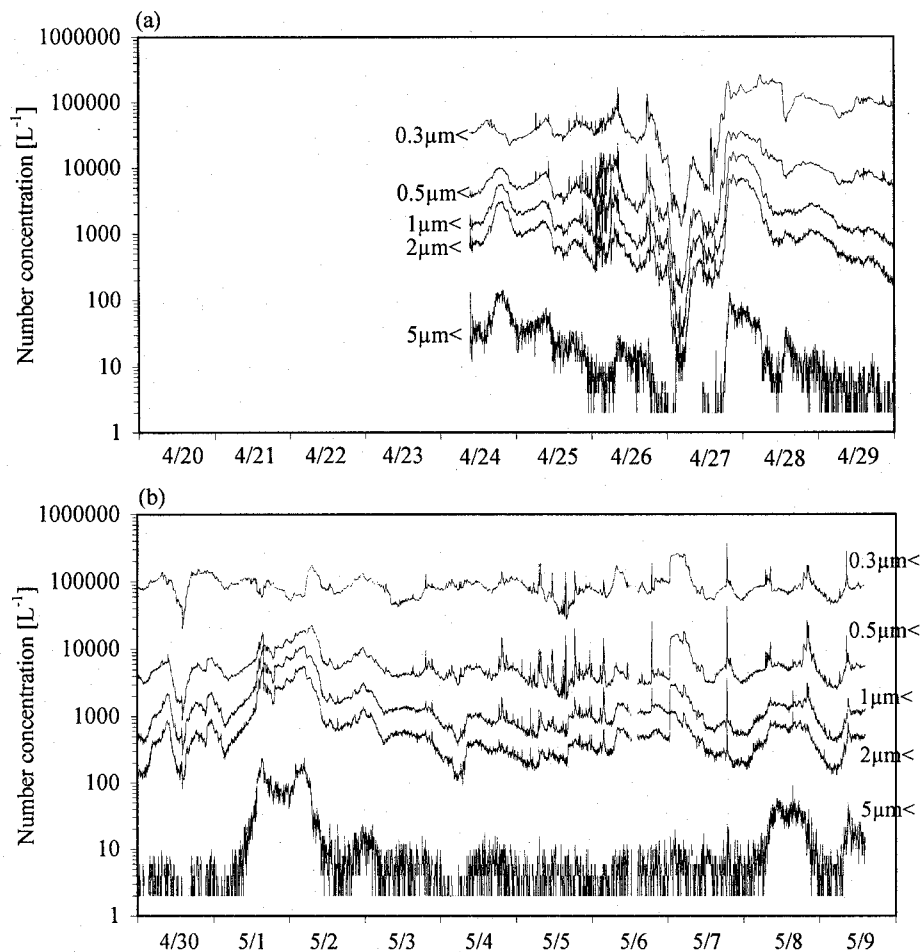 (a)
Number concentration [L⁻¹]
1000000
100000
10000
1000
100
10
1
0.3μm<
0.5μm<
1μm<
2μm<
5μm<
4/20 4/21 4/22 4/23 4/24 4/25 4/26 4/27 4/28 4/29
(b)
Number concentration [L⁻¹]
1000000
100000
10000
1000
100
10
1
0.3μm<
0.5μm<
1μm<
2μm<
5μm<
4/30 5/1 5/2 5/3 5/4 5/5 5/6 5/7 5/8 5/9